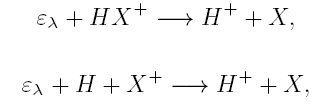 ε_λ + HX⁺ ⟶ H⁺ + X,
ε_λ + H + X⁺ ⟶ H⁺ + X,